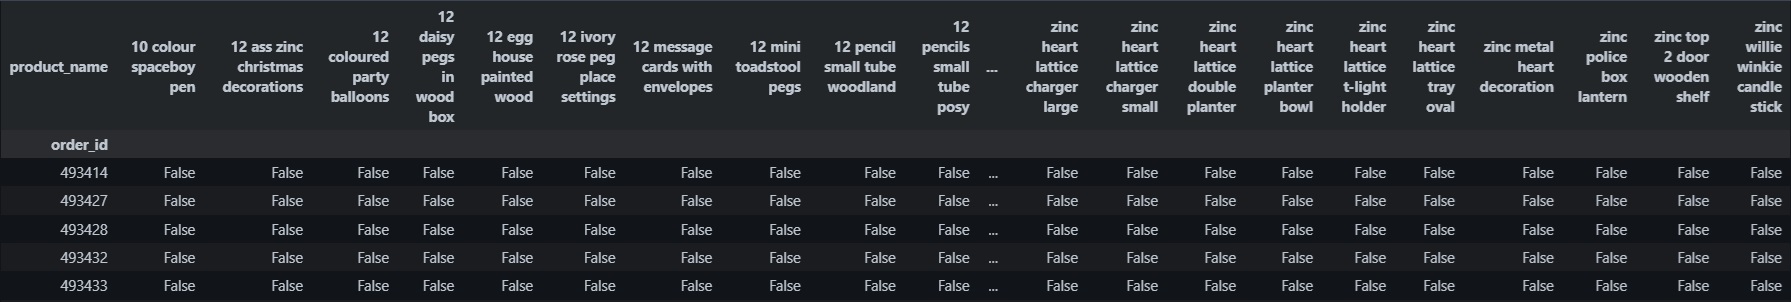 product_name 10 colour spaceboy pen 12 ass zinc christmas decorations 12 coloured party balloons 12 daisy pegs in wood box 12 egg house painted wood 12 ivory rose peg place settings 12 message cards with envelopes 12 mini toadstool pegs 12 pencil small tube woodland 12 pencils small tube posy ... zinc heart lattice charger large zinc heart lattice charger small zinc heart lattice double planter zinc heart lattice planter bowl zinc heart lattice t-light holder zinc heart lattice tray oval zinc metal heart decoration zinc police box lantern zinc top 2 door wooden shelf zinc willie winkie candle stick
order_id
493414 False False False False False False False False False False ... False False False False False False False False False False
493427 False False False False False False False False False False ... False False False False False False False False False False
493428 False False False False False False False False False False ... False False False False False False False False False False
493432 False False False False False False False False False False ... False False False False False False False False False False
493433 False False False False False False False False False False ... False False False False False False False False False False